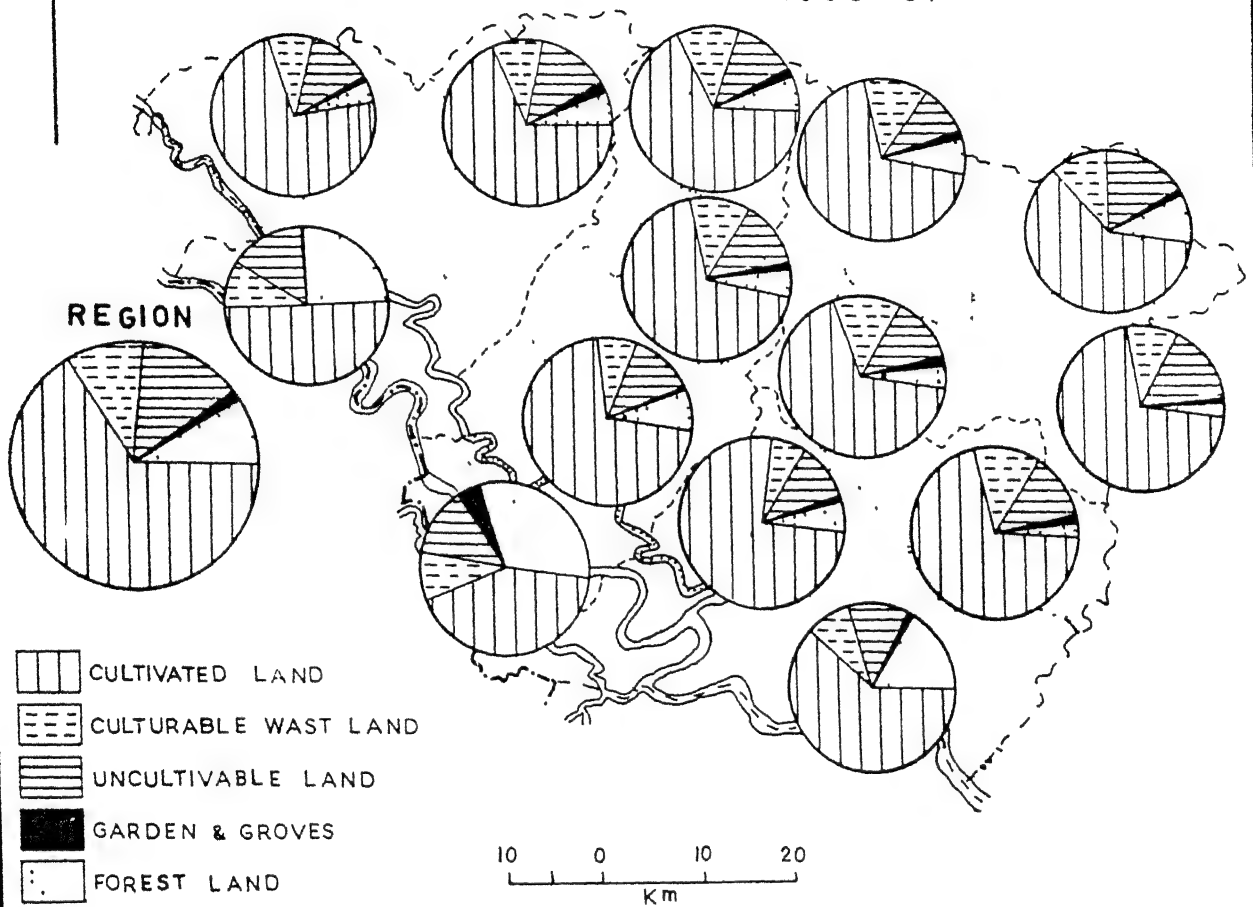 REGION
CULTIVATED LAND
CULTURABLE WAST LAND
UNCULTIVABLE LAND
GARDEN & GROVES
FOREST LAND
10 0 10 20
Km